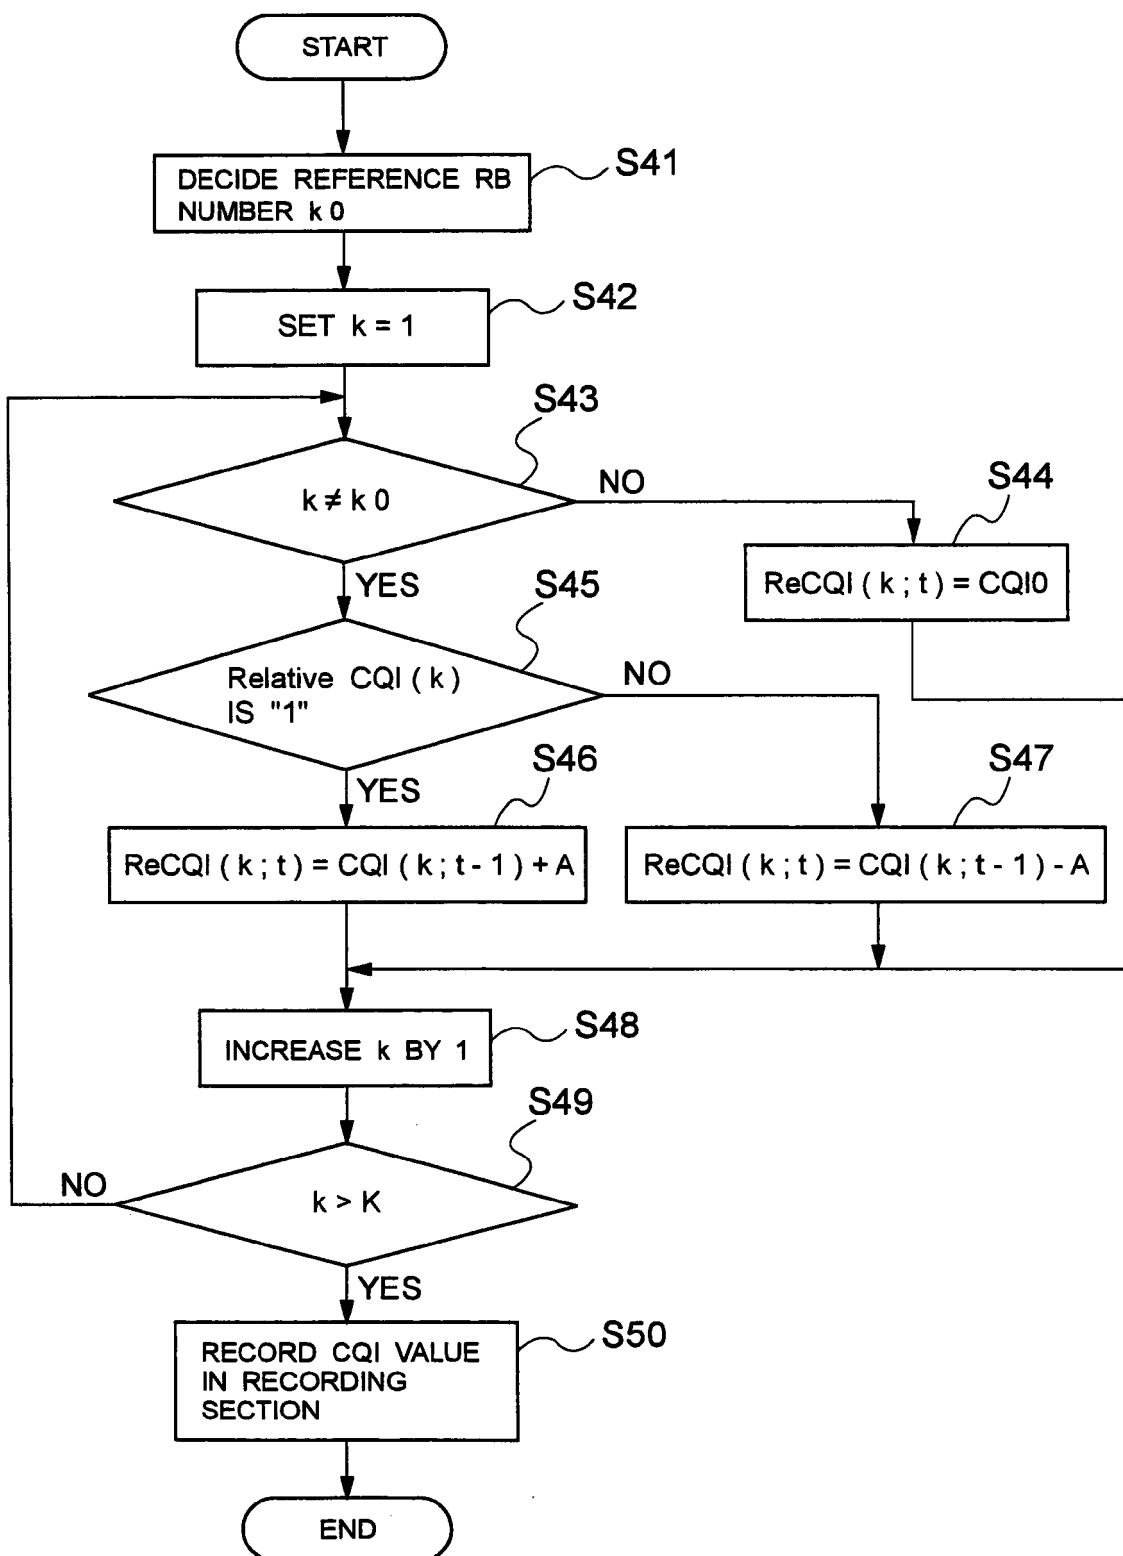 START
DECIDE REFERENCE RB
NUMBER k 0
S41
SET k = 1
S42
S43
k ≠ k 0
NO
S44
ReCQI ( k ; t ) = CQI0
YES
S45
Relative CQI ( k )
IS "1"
NO
YES
S46
S47
ReCQI ( k ; t ) = CQI ( k ; t - 1 ) + A
ReCQI ( k ; t ) = CQI ( k ; t - 1 ) - A
INCREASE k BY 1
S48
S49
NO
k > K
YES
RECORD CQI VALUE
IN RECORDING
SECTION
S50
END